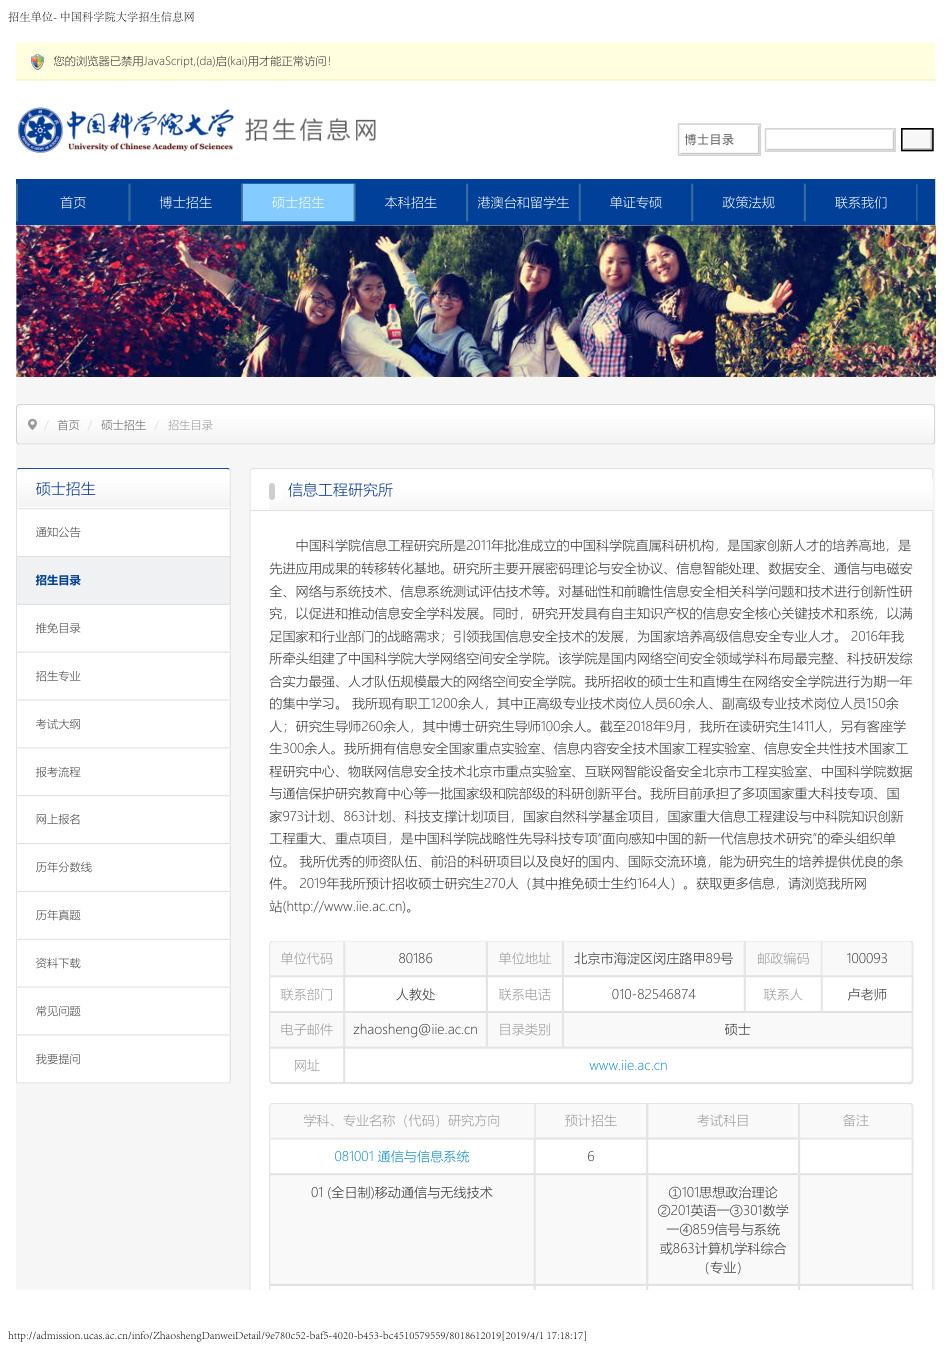 招生单位- 中国科学院大学招生信息网
您的浏览器已禁用JavaScript,(da)启(kai)用才能正常访问！
中国科学院大学
University of Chinese Academy of Sciences
招生信息网
博士目录
首页 博士招生 硕士招生 本科招生 港澳台和留学生 单证专硕 政策法规 联系我们
/ 首页 / 硕士招生 / 招生目录
硕士招生
通知公告
招生目录
推免目录
招生专业
考试大纲
报考流程
网上报名
历年分数线
历年真题
资料下载
常见问题
我要提问
信息工程研究所
中国科学院信息工程研究所是2011年批准成立的中国科学院直属科研机构，是国家创新人才的培养高地，是
先进应用成果的转移转化基地。研究所主要开展密码理论与安全协议、信息智能处理、数据安全、通信与电磁安
全、网络与系统技术、信息系统测试评估技术等。对基础性和前瞻性信息安全相关科学问题和技术进行创新性研
究，以促进和推动信息安全学科发展。同时，研究开发具有自主知识产权的信息安全核心关键技术和系统，以满
足国家和行业部门的战略需求；引领我国信息安全技术的发展，为国家培养高级信息安全专业人才。 2016年我
所牵头组建了中国科学院大学网络空间安全学院。该学院是国内网络空间安全领域学科布局最完整、科技研发综
合实力最强、人才队伍规模最大的网络空间安全学院。我所招收的硕士生和直博生在网络安全学院进行为期一年
的集中学习。 我所现有职工1200余人，其中正高级专业技术岗位人员60余人、副高级专业技术岗位人员150余
人；研究生导师260余人，其中博士研究生导师100余人。截至2018年9月，我所在读研究生1411人，另有客座学
生300余人。我所拥有信息安全国家重点实验室、信息内容安全技术国家工程实验室、信息安全共性技术国家工
程研究中心、物联网信息安全技术北京市重点实验室、互联网智能设备安全北京市工程实验室、中国科学院数据
与通信保护研究教育中心等一批国家级和院部级的科研创新平台。我所目前承担了多项国家重大科技专项、国
家973计划、863计划、科技支撑计划项目，国家自然科学基金项目，国家重大信息工程建设与中科院知识创新
工程重大、重点项目，是中国科学院战略性先导科技专项“面向感知中国的新一代信息技术研究”的牵头组织单
位。 我所优秀的师资队伍、前沿的科研项目以及良好的国内、国际交流环境，能为研究生的培养提供优良的条
件。 2019年我所预计招收硕士研究生270人（其中推免硕士生约164人）。获取更多信息，请浏览我所网
站(http://www.iie.ac.cn)。
单位代码 80186 单位地址 北京市海淀区闵庄路甲89号 邮政编码 100093
联系部门 人教处 联系电话 010-82546874 联系人 卢老师
电子邮件 zhaosheng@iie.ac.cn 目录类别 硕士
网址 www.iie.ac.cn
学科、专业名称（代码）研究方向 预计招生 考试科目 备注
081001 通信与信息系统 6
01 (全日制)移动通信与无线技术 ①101思想政治理论
②201英语一③301数学
一④859信号与系统
或863计算机学科综合
（专业）
http://admission.ucas.ac.cn/info/ZhaoshengDanweiDetail/9e780c52-baf5-4020-b453-bc4510579559/8018612019[2019/4/1 17:18:17]